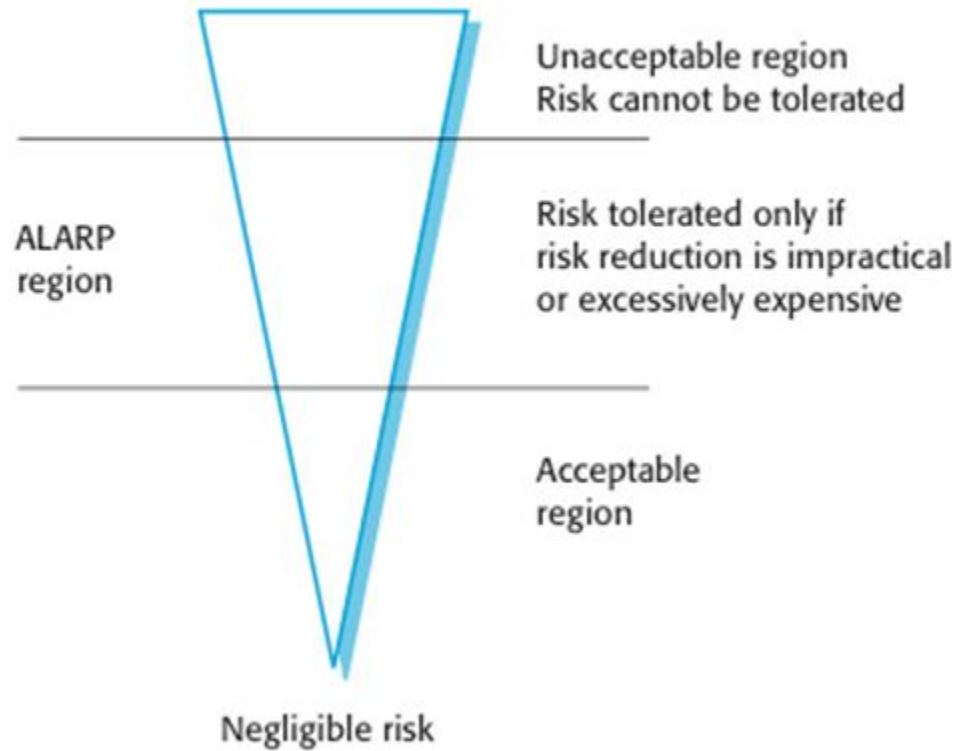 Unacceptable region
Risk cannot be tolerated
ALARP
region
Risk tolerated only if
risk reduction is impractical
or excessively expensive
Acceptable
region
Negligible risk